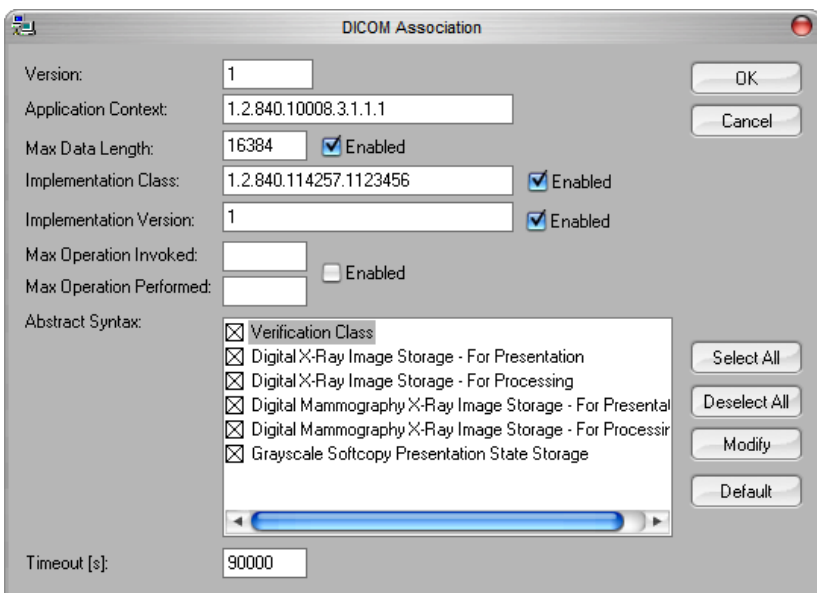 DICOM Association
Version: 1
OK
Application Context: 1.2.840.10008.3.1.1.1
Cancel
Max Data Length: 16384 Enabled
Implementation Class: 1.2.840.114257.1123456 Enabled
Implementation Version: 1 Enabled
Max Operation Invoked:
Enabled
Max Operation Performed:
Abstract Syntax:
Verification Class
Digital X-Ray Image Storage - For Presentation
Digital X-Ray Image Storage - For Processing
Digital Mammography X-Ray Image Storage - For
Digital Mammography X-Ray Image Storage - For
Grayscale Softcopy Presentation State Storage
Select All
Deselect All
Modify
Default
Timeout [s]: 90000